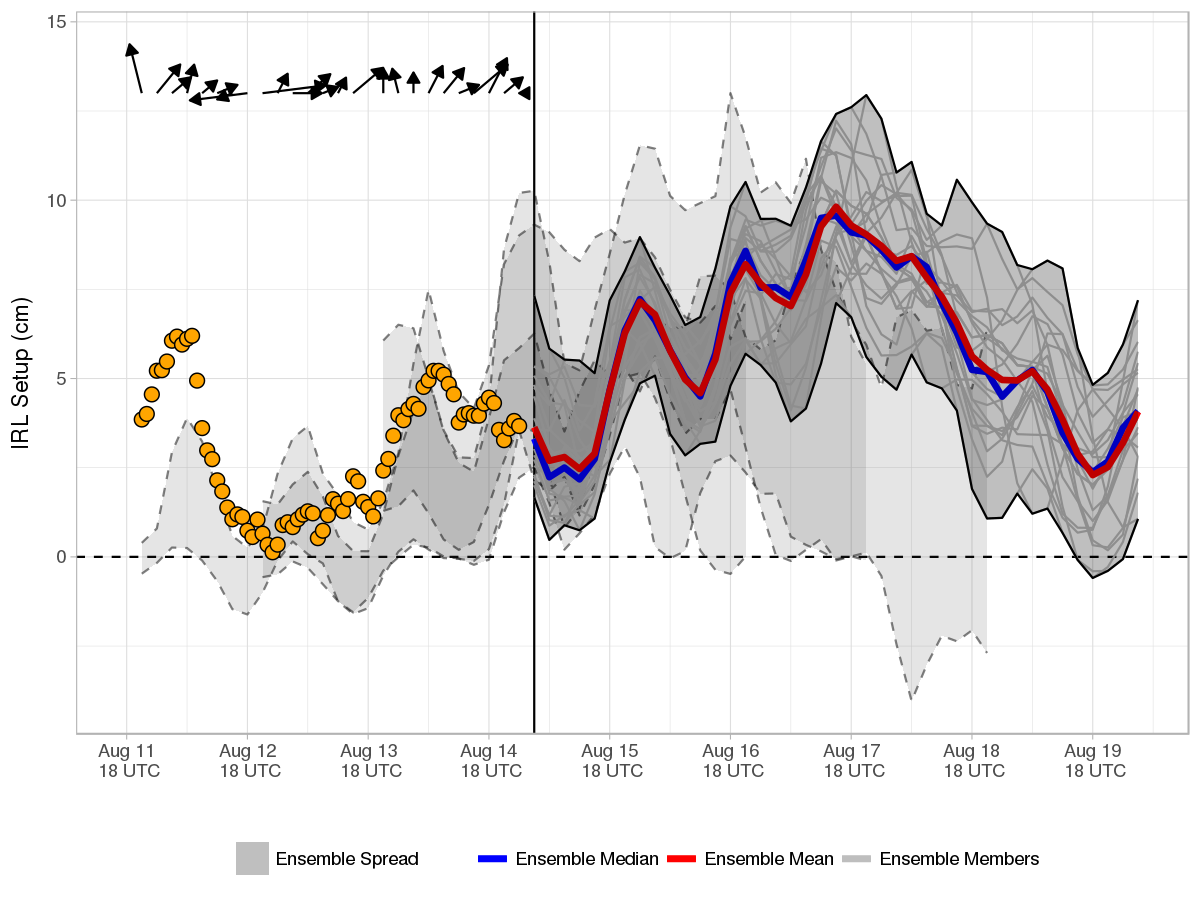 15
10
5
0
IRL Setup (cm)
Aug 11 Aug 12 Aug 13 Aug 14 Aug 15 Aug 16 Aug 17 Aug 18 Aug 19
18 UTC 18 UTC 18 UTC 18 UTC 18 UTC 18 UTC 18 UTC 18 UTC 18 UTC
Ensemble Spread Ensemble Median Ensemble Mean Ensemble Members